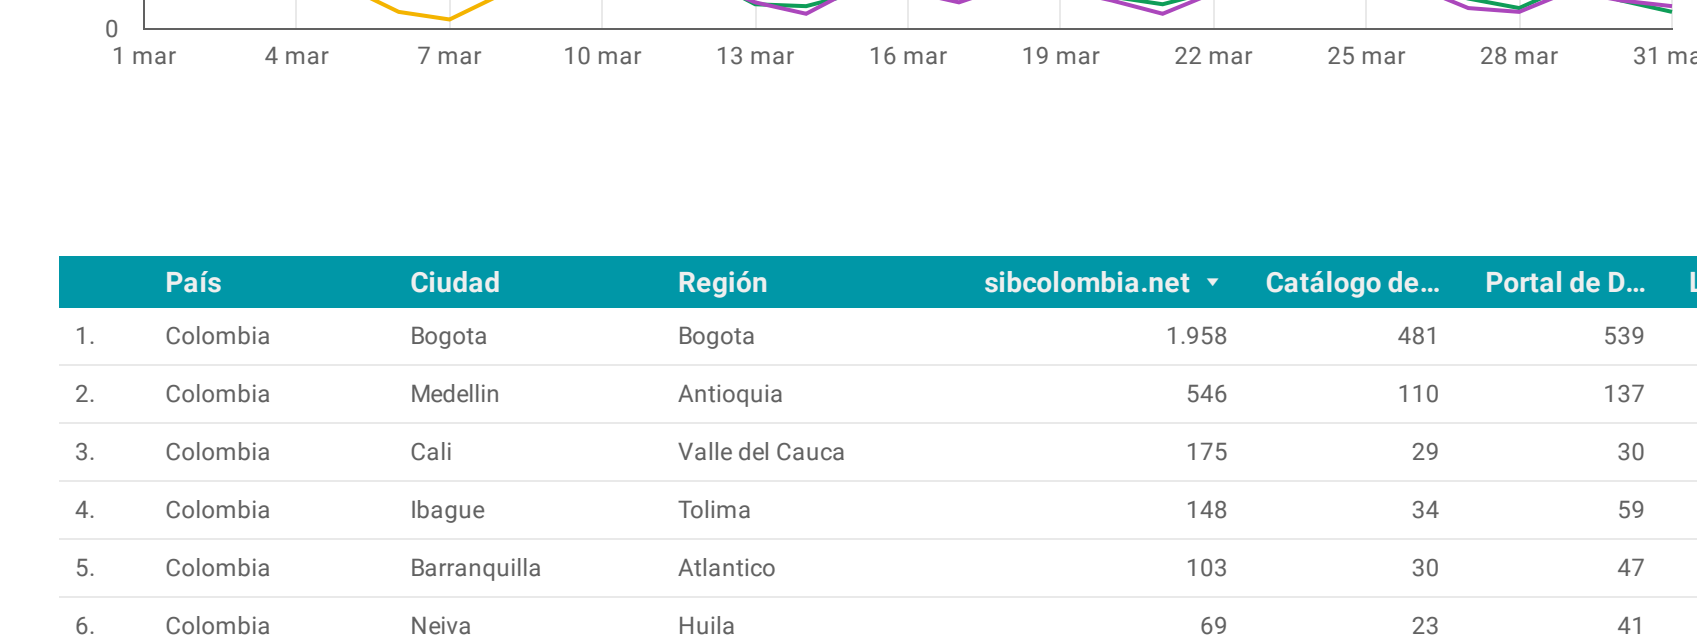 0
1 mar 4 mar 7 mar 10 mar 13 mar 16 mar 19 mar 22 mar 25 mar 28 mar 31 ma
País Ciudad Región sibcolombia.net Catálogo de... Portal de D...
1. Colombia Bogota Bogota 1.958 481 539
2. Colombia Medellin Antioquia 546 110 137
3. Colombia Cali Valle del Cauca 175 29 30
4. Colombia Ibague Tolima 148 34 59
5. Colombia Barranquilla Atlantico 103 30 47
6. Colombia Neiva Huila 69 23 41